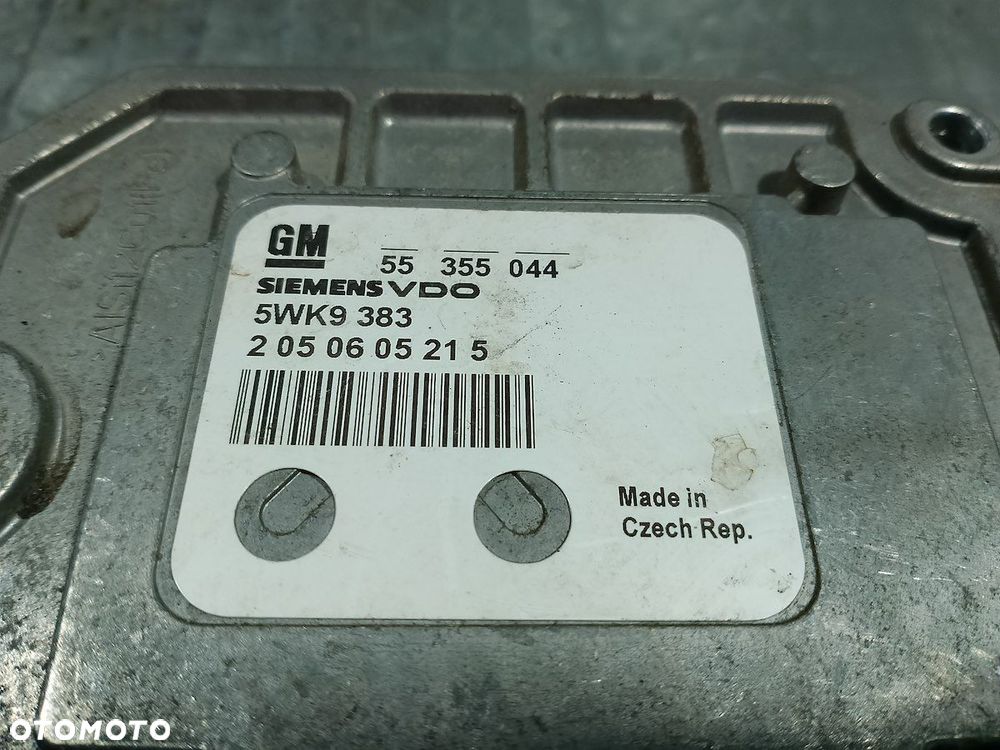 GM
55 355 044
SIEMENS VDO
5WK9 383
2 05 06 05 21 5
Made in
Czech Rep.
OTOMOTO